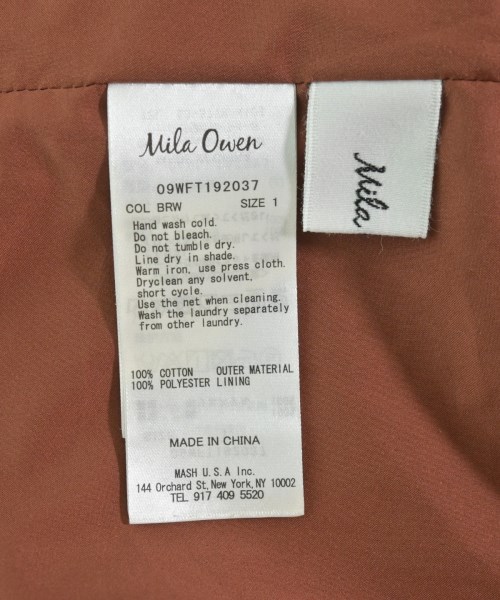 Mila Owen
09WFT192037
COL BRW SIZE 1
Hand wash cold.
Do not bleach.
Do not tumble dry.
Line dry in shade.
Warm iron, use press cloth.
Dryclean any solvent,
short cycle.
Use the net when cleaning.
Wash the laundry separately
from other laundry.
100% COTTON OUTER MATERIAL
100% POLYESTER LINING
MADE IN CHINA
MASH U.S.A Inc.
144 Orchard St, New York, NY 10002
TEL 917 409 5520
Mila